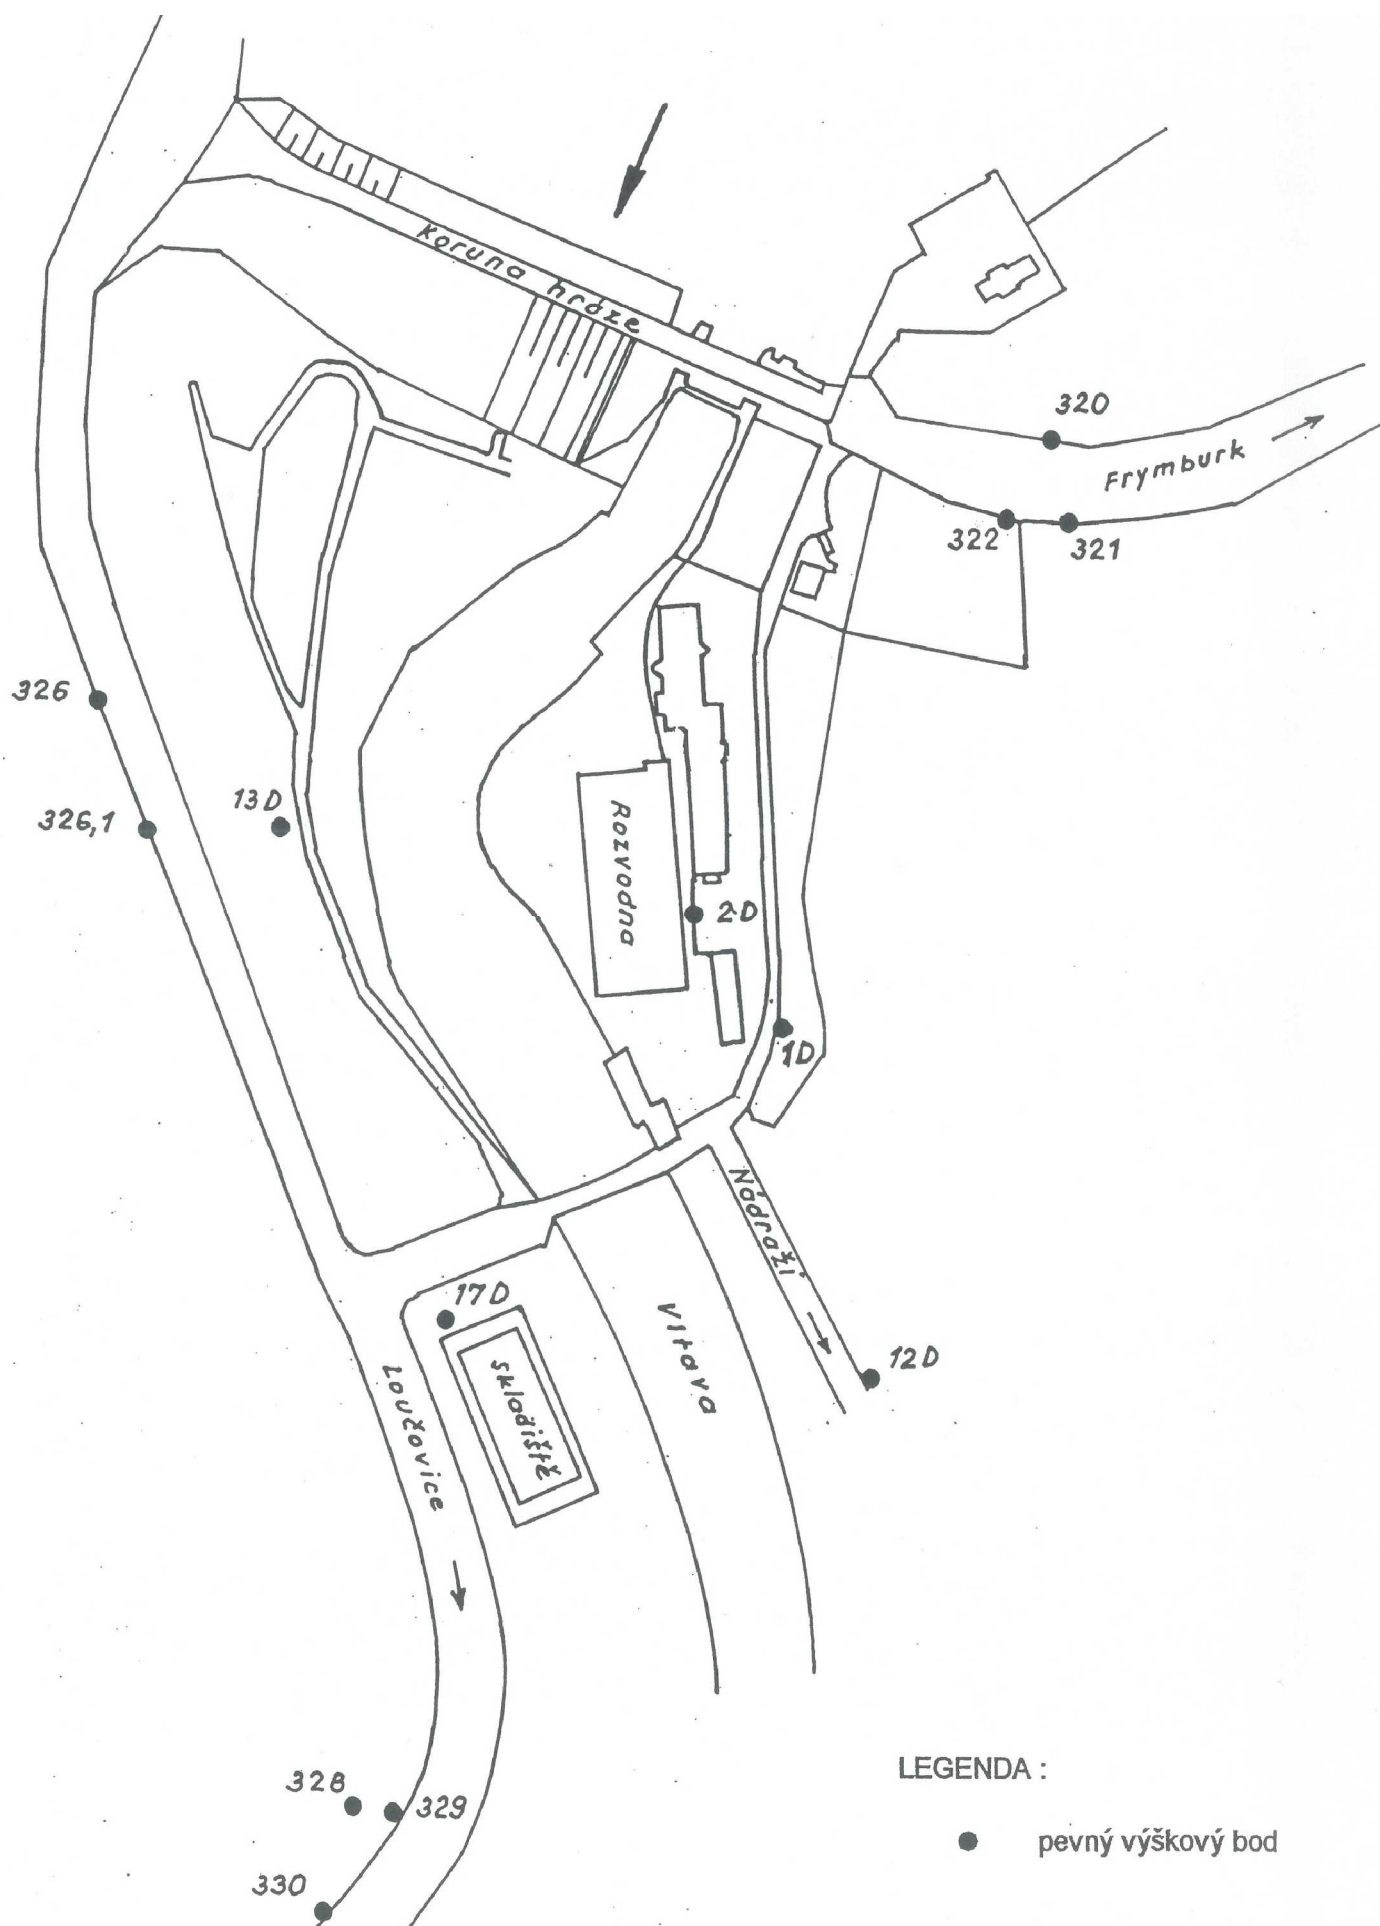 Koruna hráze
320
Frymburk
322
321
326
326,1
13D
Rozvodna
2D
1D
Nádraží
17D
12D
Vltava
skladiště
Loučovice
328
329
330
LEGENDA :
pevný výškový bod